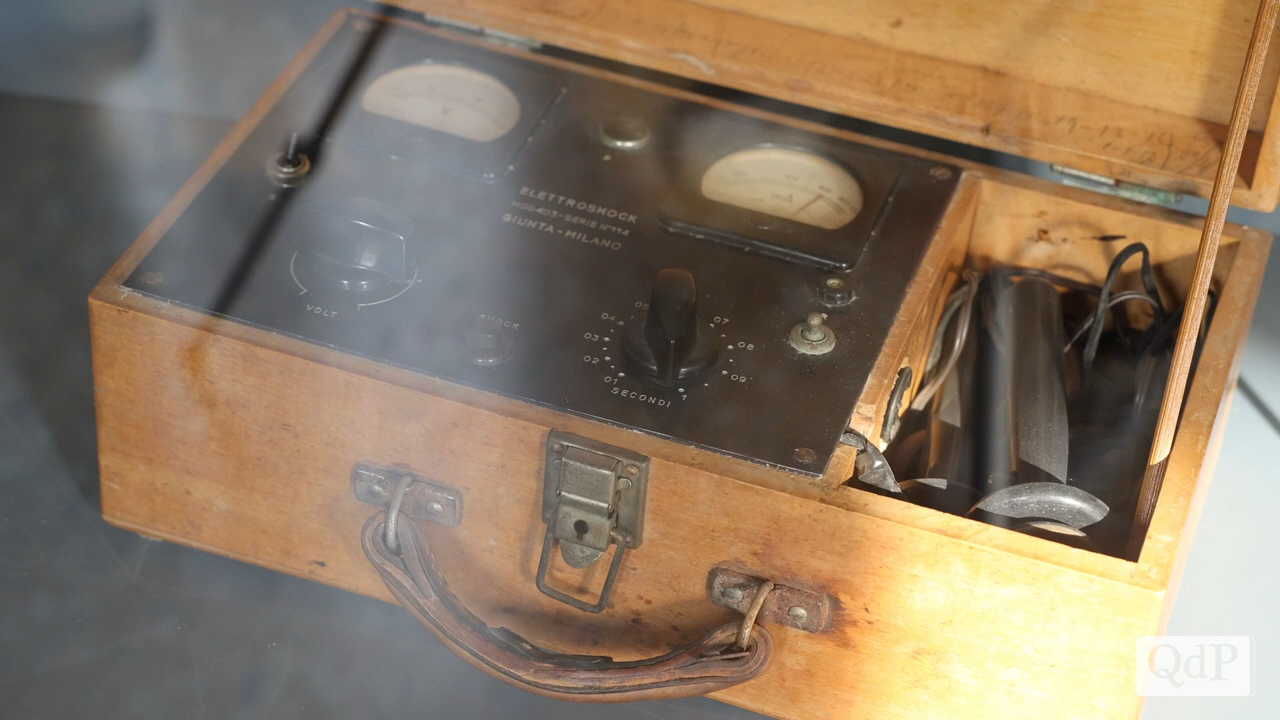 V
mA
ELETTROSHOCK
MOD.403-SERIE N°114
GIUNTA-MILANO
VOLT
SHOCK
01
02
03
04
05
07
08
09
1
SECONDI
QdP